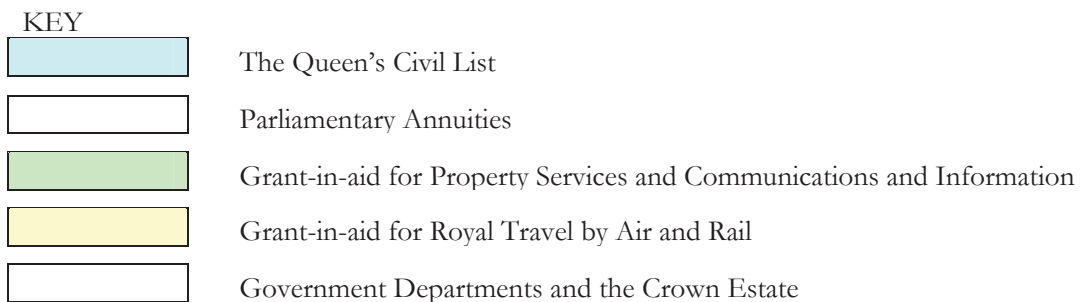 KEY
The Queen’s Civil List
Parliamentary Annuities
Grant-in-aid for Property Services and Communications and Information
Grant-in-aid for Royal Travel by Air and Rail
Government Departments and the Crown Estate